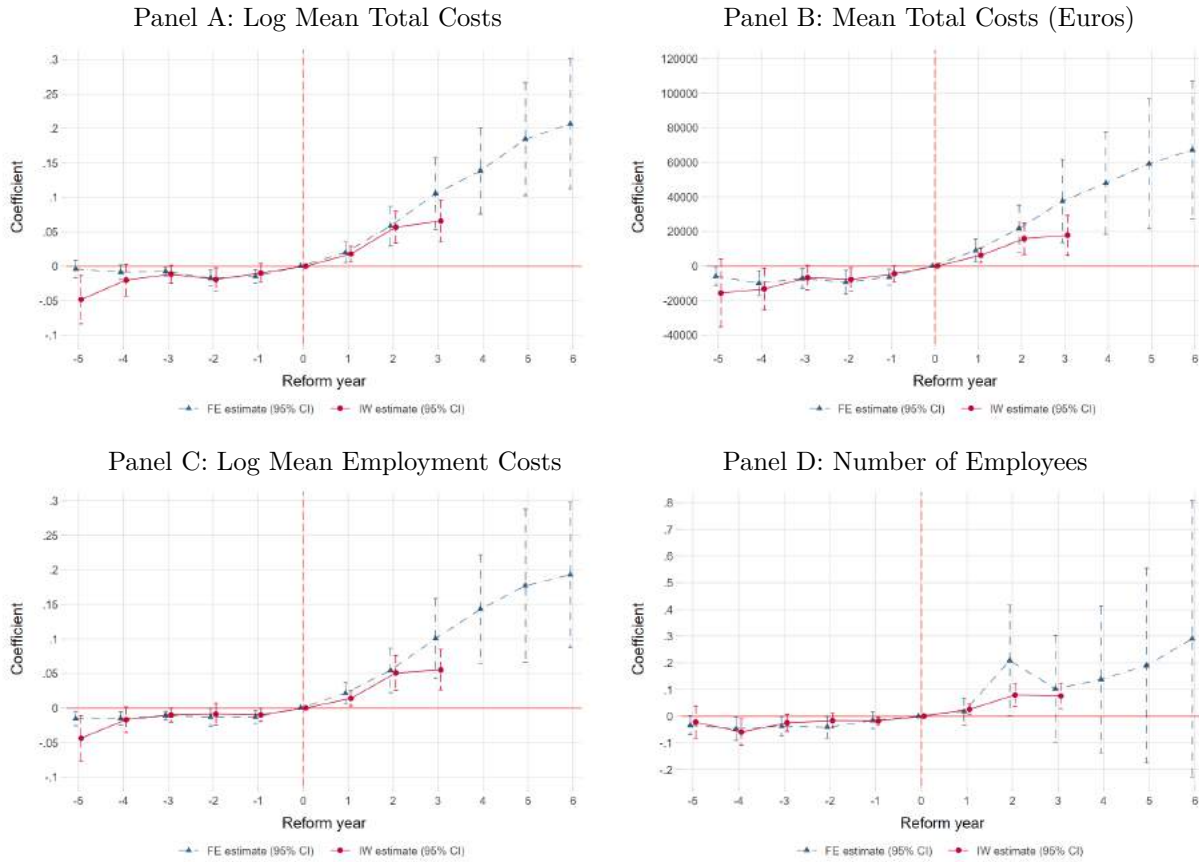 Panel A: Log Mean Total Costs
.3
.25
.2
.15
.1
.05
0
-.05
-.1
Coefficient
-5 -4 -3 -2 -1 0 1 2 3 4 5 6
Reform year
FE estimate (95% CI) IW estimate (95% CI)
Panel B: Mean Total Costs (Euros)
120000
100000
80000
60000
40000
20000
0
-20000
-40000
Coefficient
-5 -4 -3 -2 -1 0 1 2 3 4 5 6
Reform year
FE estimate (95% CI) IW estimate (95% CI)
Panel C: Log Mean Employment Costs
.3
.25
.2
.15
.1
.05
0
-.05
-.1
Coefficient
-5 -4 -3 -2 -1 0 1 2 3 4 5 6
Reform year
FE estimate (95% CI) IW estimate (95% CI)
Panel D: Number of Employees
.8
.7
.6
.5
.4
.3
.2
.1
0
-.1
-.2
Coefficient
-5 -4 -3 -2 -1 0 1 2 3 4 5 6
Reform year
FE estimate (95% CI) IW estimate (95% CI)